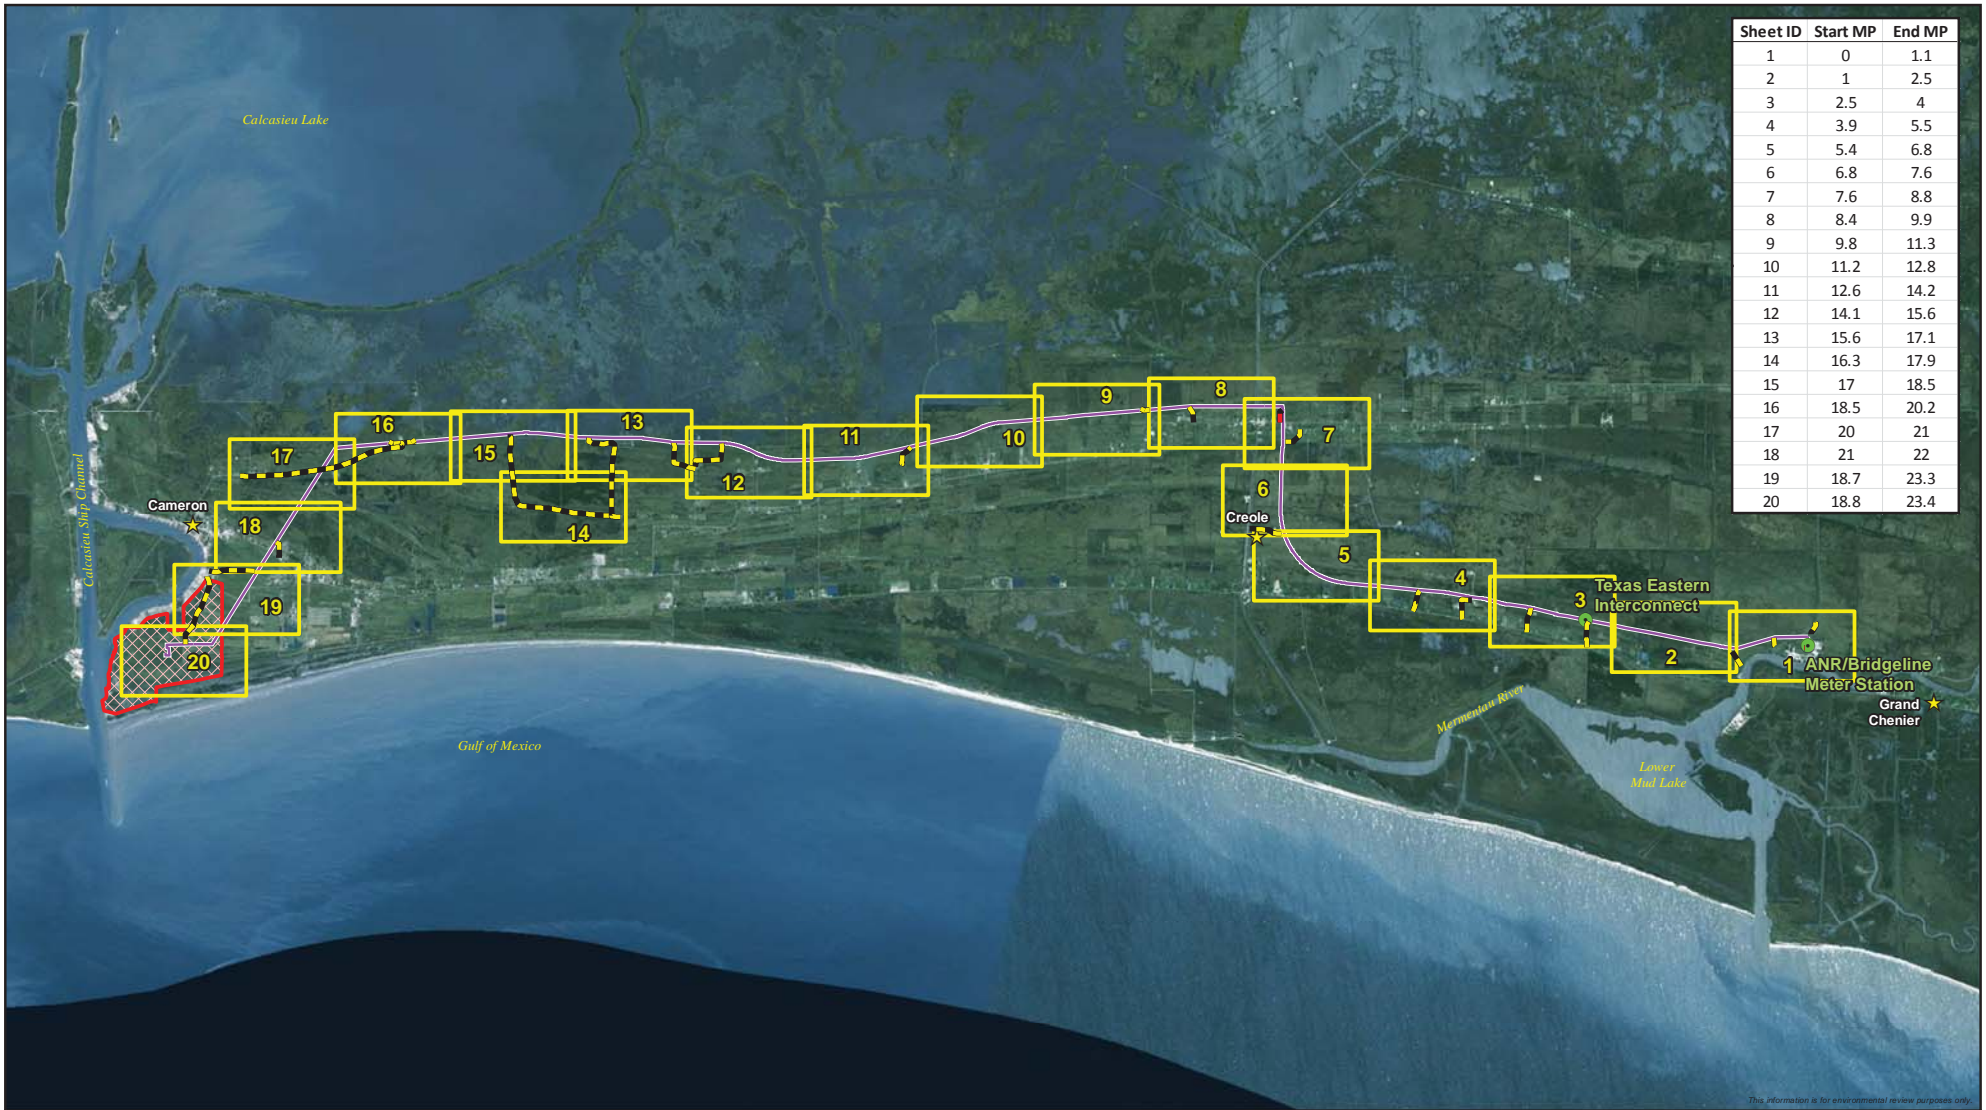 Sheet ID Start MP End MP
1 0 1.1
2 1 2.5
3 2.5 4
4 3.9 5.5
5 5.4 6.8
6 6.8 7.6
7 7.6 8.8
8 8.4 9.9
9 9.8 11.3
10 11.2 12.8
11 12.6 14.2
12 14.1 15.6
13 15.6 17.1
14 16.3 17.9
15 17 18.5
16 18.5 20.2
17 20 21
18 21 22
19 18.7 23.3
20 18.8 23.4
Calcasieu Lake
Calcasieu Ship Channel
Cameron
17
16
15
13
14
12
11
10
9
8
7
6
Creole
5
4
3
Texas Eastern
Interconnect
2
1
ANR/Bridgeline
Meter Station
Grand
Chenier
18
19
20
Gulf of Mexico
Mermentau River
Lower
Mud Lake
This information is for environmental review purposes only.